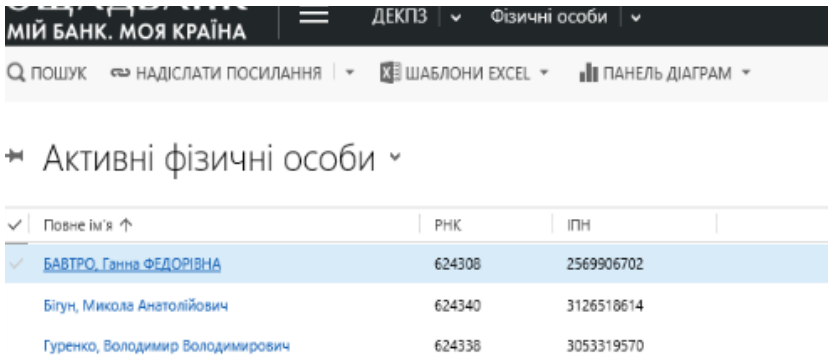 ОЩАДБАНК
МІЙ БАНК. МОЯ КРАЇНА
ДЕКПЗ Фізичні особи
ПОШУК НАДІСЛАТИ ПОСИЛАННЯ ШАБЛОНИ EXCEL ПАНЕЛЬ ДІАГРАМ
Активні фізичні особи
Повне ім'я РНК ІПН
БАВТРО, Ганна ФЕДОРІВНА 624308 2569906702
Бігун, Микола Анатолійович 624340 3126518614
Гуренко, Володимир Володимирович 624338 3053319570